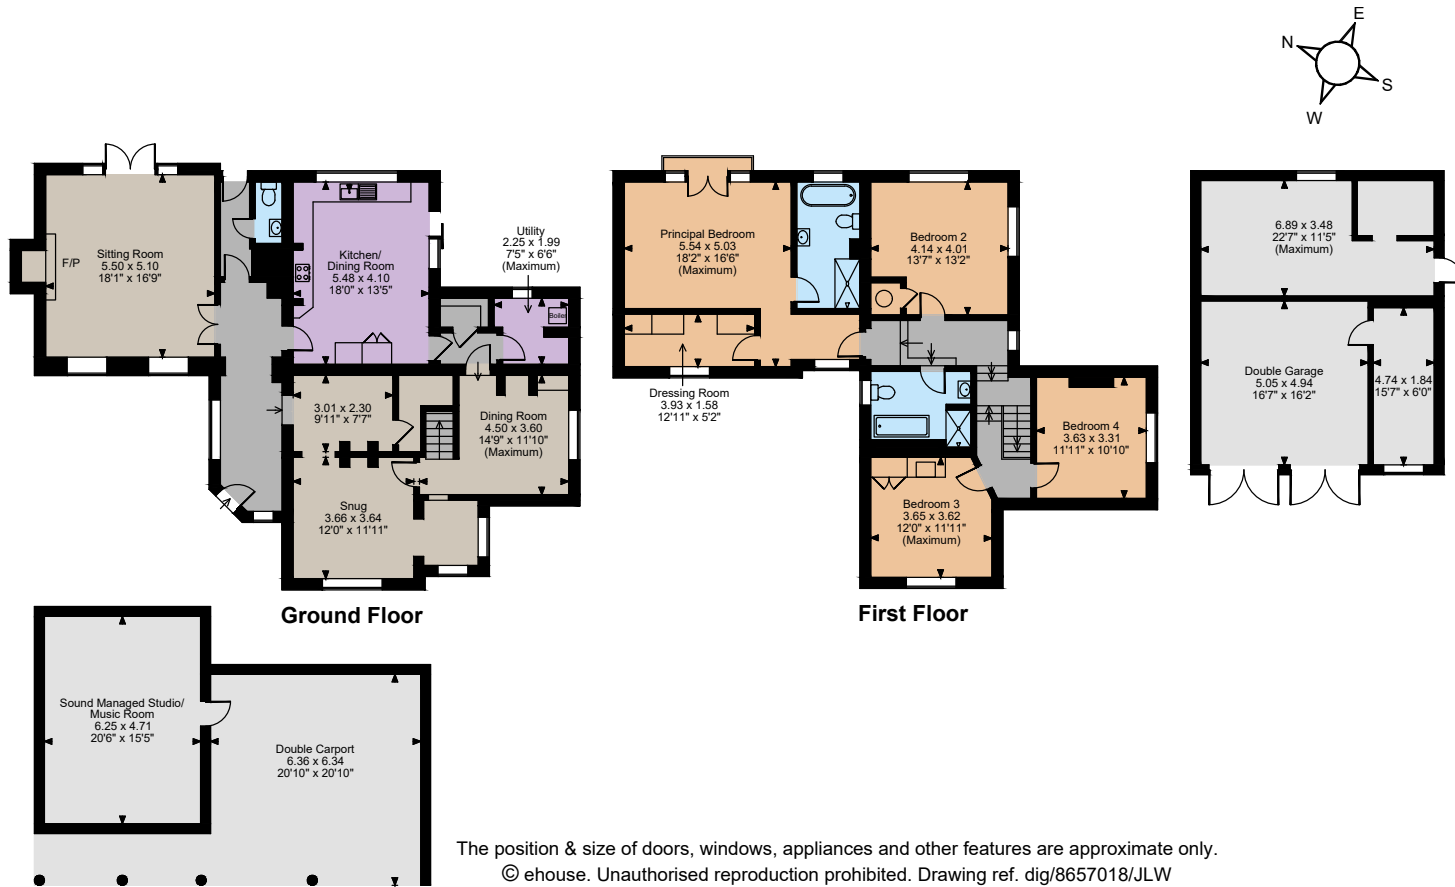 E
N
S
W
Sitting Room
5.50 x 5.10
18'1" x 16'9"
F/P
Kitchen/
Dining Room
5.48 x 4.10
18'0" x 13'5"
Utility
2.25 x 1.99
7'5" x 6'6"
(Maximum)
Boiler
3.01 x 2.30
9'11" x 7'7"
Dining Room
4.50 x 3.60
14'9" x 11'10"
(Maximum)
Snug
3.66 x 3.64
12'0" x 11'11"
Ground Floor
Principal Bedroom
5.54 x 5.03
18'2" x 16'6"
(Maximum)
Bedroom 2
4.14 x 4.01
13'7" x 13'2"
Dressing Room
3.93 x 1.58
12'11" x 5'2"
Bedroom 4
3.63 x 3.31
11'11" x 10'10"
Bedroom 3
3.65 x 3.62
12'0" x 11'11"
(Maximum)
First Floor
6.89 x 3.48
22'7" x 11'5"
(Maximum)
Double Garage
5.05 x 4.94
16'7" x 16'2"
4.74 x 1.84
15'7" x 6'0"
Sound Managed Studio/
Music Room
6.25 x 4.71
20'6" x 15'5"
Double Carport
6.36 x 6.34
20'10" x 20'10"
The position & size of doors, windows, appliances and other features are approximate only.
© ehouse. Unauthorised reproduction prohibited. Drawing ref. dig/8657018/JLW